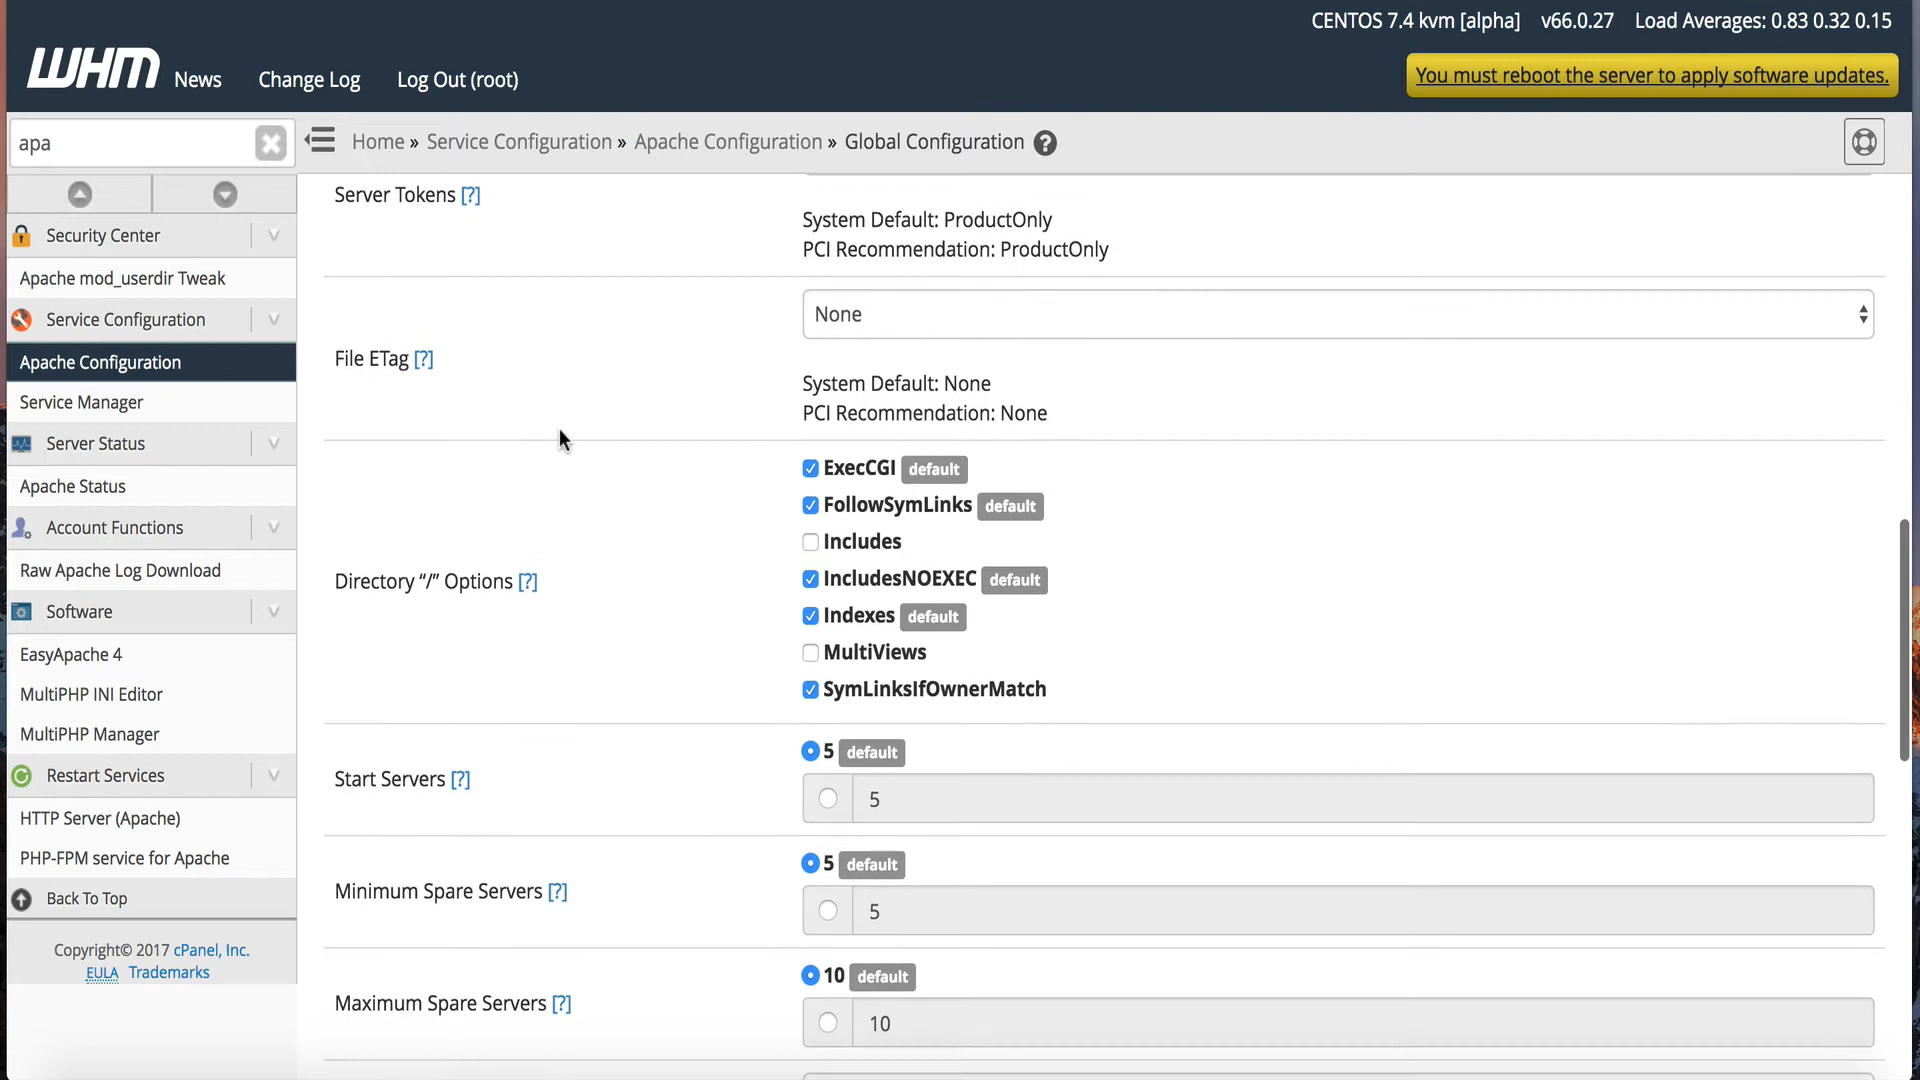 CENTOS 7.4 kvm [alpha] v66.0.27 Load Averages: 0.83 0.32 0.15
WHM News Change Log Log Out (root)
You must reboot the server to apply software updates.
apa
Home » Service Configuration » Apache Configuration » Global Configuration ?
Security Center
Apache mod_userdir Tweak
Service Configuration
Apache Configuration
Service Manager
Server Status
Apache Status
Account Functions
Raw Apache Log Download
Software
EasyApache 4
MultiPHP INI Editor
MultiPHP Manager
Restart Services
HTTP Server (Apache)
PHP-FPM service for Apache
Back To Top
Copyright© 2017 cPanel, Inc.
EULA Trademarks
Server Tokens [?]
System Default: ProductOnly
PCI Recommendation: ProductOnly
File ETag [?]
None
System Default: None
PCI Recommendation: None
Directory “/” Options [?]
ExecCGI default
FollowSymLinks default
Includes
IncludesNOEXEC default
Indexes default
MultiViews
SymLinksIfOwnerMatch
Start Servers [?]
5 default
5
Minimum Spare Servers [?]
5 default
5
Maximum Spare Servers [?]
10 default
10